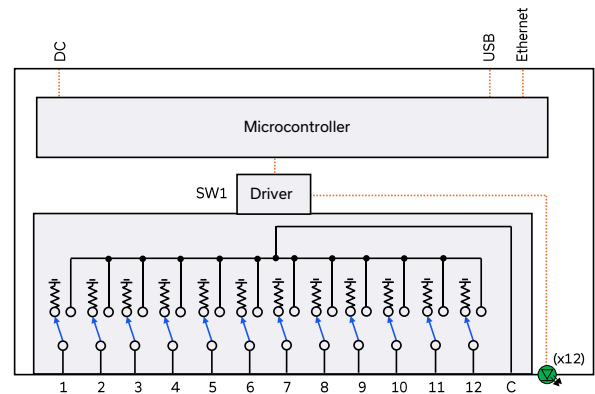 DC
USB
Ethernet
Microcontroller
SW1
Driver
(x12)
1 2 3 4 5 6 7 8 9 10 11 12 C